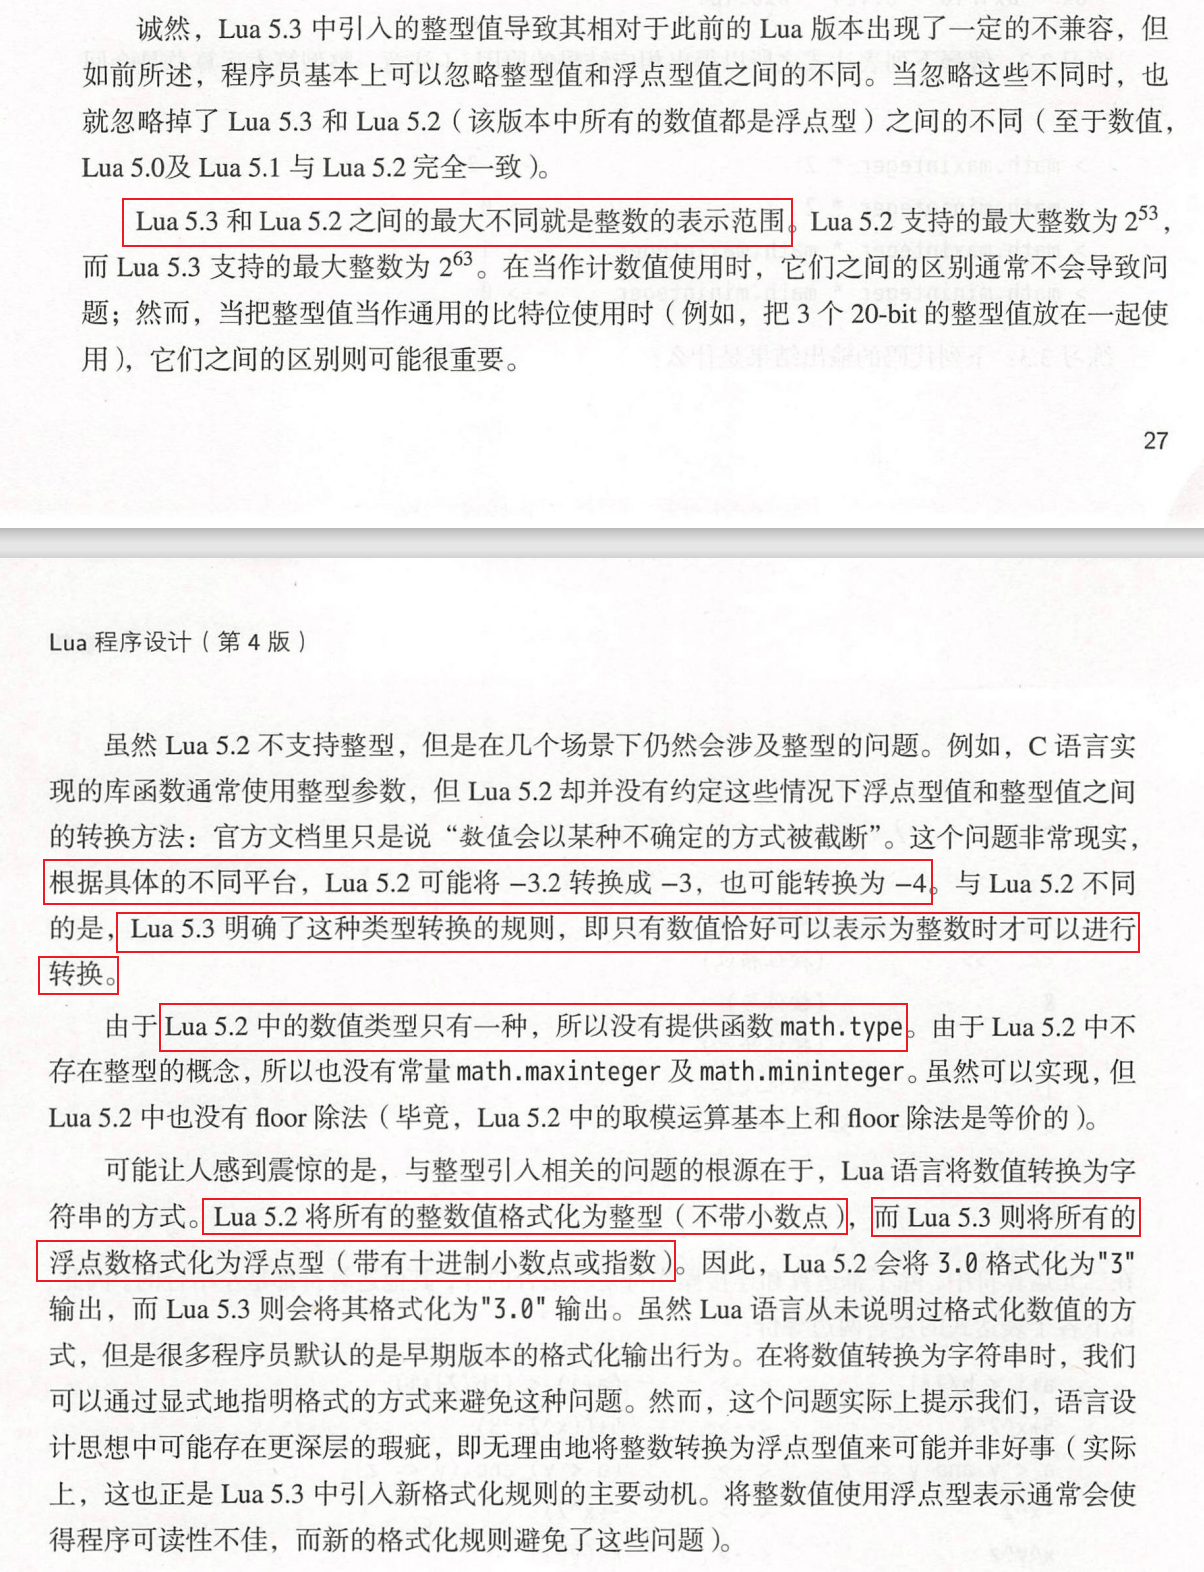 诚然，Lua 5.3 中引入的整型值导致其相对于此前的 Lua 版本出现了一定的不兼容，但
如前所述，程序员基本上可以忽略整型值和浮点型值之间的不同。当忽略这些不同时，也
就忽略掉了 Lua 5.3 和 Lua 5.2（该版本中所有的数值都是浮点型）之间的不同（至于数值，
Lua 5.0及 Lua 5.1 与 Lua 5.2 完全一致）。
Lua 5.3 和 Lua 5.2 之间的最大不同就是整数的表示范围。Lua 5.2 支持的最大整数为 2⁵³，
而 Lua 5.3 支持的最大整数为 2⁶³。在当作计数值使用时，它们之间的区别通常不会导致问
题；然而，当把整型值当作通用的比特位使用时（例如，把 3 个 20-bit 的整型值放在一起使
用），它们之间的区别则可能很重要。
27
Lua 程序设计（第 4 版）
虽然 Lua 5.2 不支持整型，但是在几个场景下仍然会涉及整型的问题。例如，C 语言实
现的库函数通常使用整型参数，但 Lua 5.2 却并没有约定这些情况下浮点型值和整型值之间
的转换方法：官方文档里只是说“数值会以某种不确定的方式被截断”。这个问题非常现实，
根据具体的不同平台，Lua 5.2 可能将 –3.2 转换成 –3，也可能转换为 –4。与 Lua 5.2 不同
的是，Lua 5.3 明确了这种类型转换的规则，即只有数值恰好可以表示为整数时才可以进行
转换。
由于 Lua 5.2 中的数值类型只有一种，所以没有提供函数 math.type。由于 Lua 5.2 中不
存在整型的概念，所以也没有常量 math.maxinteger 及 math.mininteger。虽然可以实现，但
Lua 5.2 中也没有 floor 除法（毕竟，Lua 5.2 中的取模运算基本上和 floor 除法是等价的）。
可能让人感到震惊的是，与整型引入相关的问题的根源在于，Lua 语言将数值转换为字
符串的方式。Lua 5.2 将所有的整数值格式化为整型（不带小数点），而 Lua 5.3 则将所有的
浮点数格式化为浮点型（带有十进制小数点或指数）。因此，Lua 5.2 会将 3.0 格式化为"3"
输出，而 Lua 5.3 则会将其格式化为"3.0" 输出。虽然 Lua 语言从未说明过格式化数值的方
式，但是很多程序员默认的是早期版本的格式化输出行为。在将数值转换为字符串时，我们
可以通过显式地指明格式的方式来避免这种问题。然而，这个问题实际上提示我们，语言设
计思想中可能存在更深层的瑕疵，即无理由地将整数转换为浮点型值来可能并非好事（实际
上，这也正是 Lua 5.3 中引入新格式化规则的主要动机。将整数值使用浮点型表示通常会使
得程序可读性不佳，而新的格式化规则避免了这些问题）。